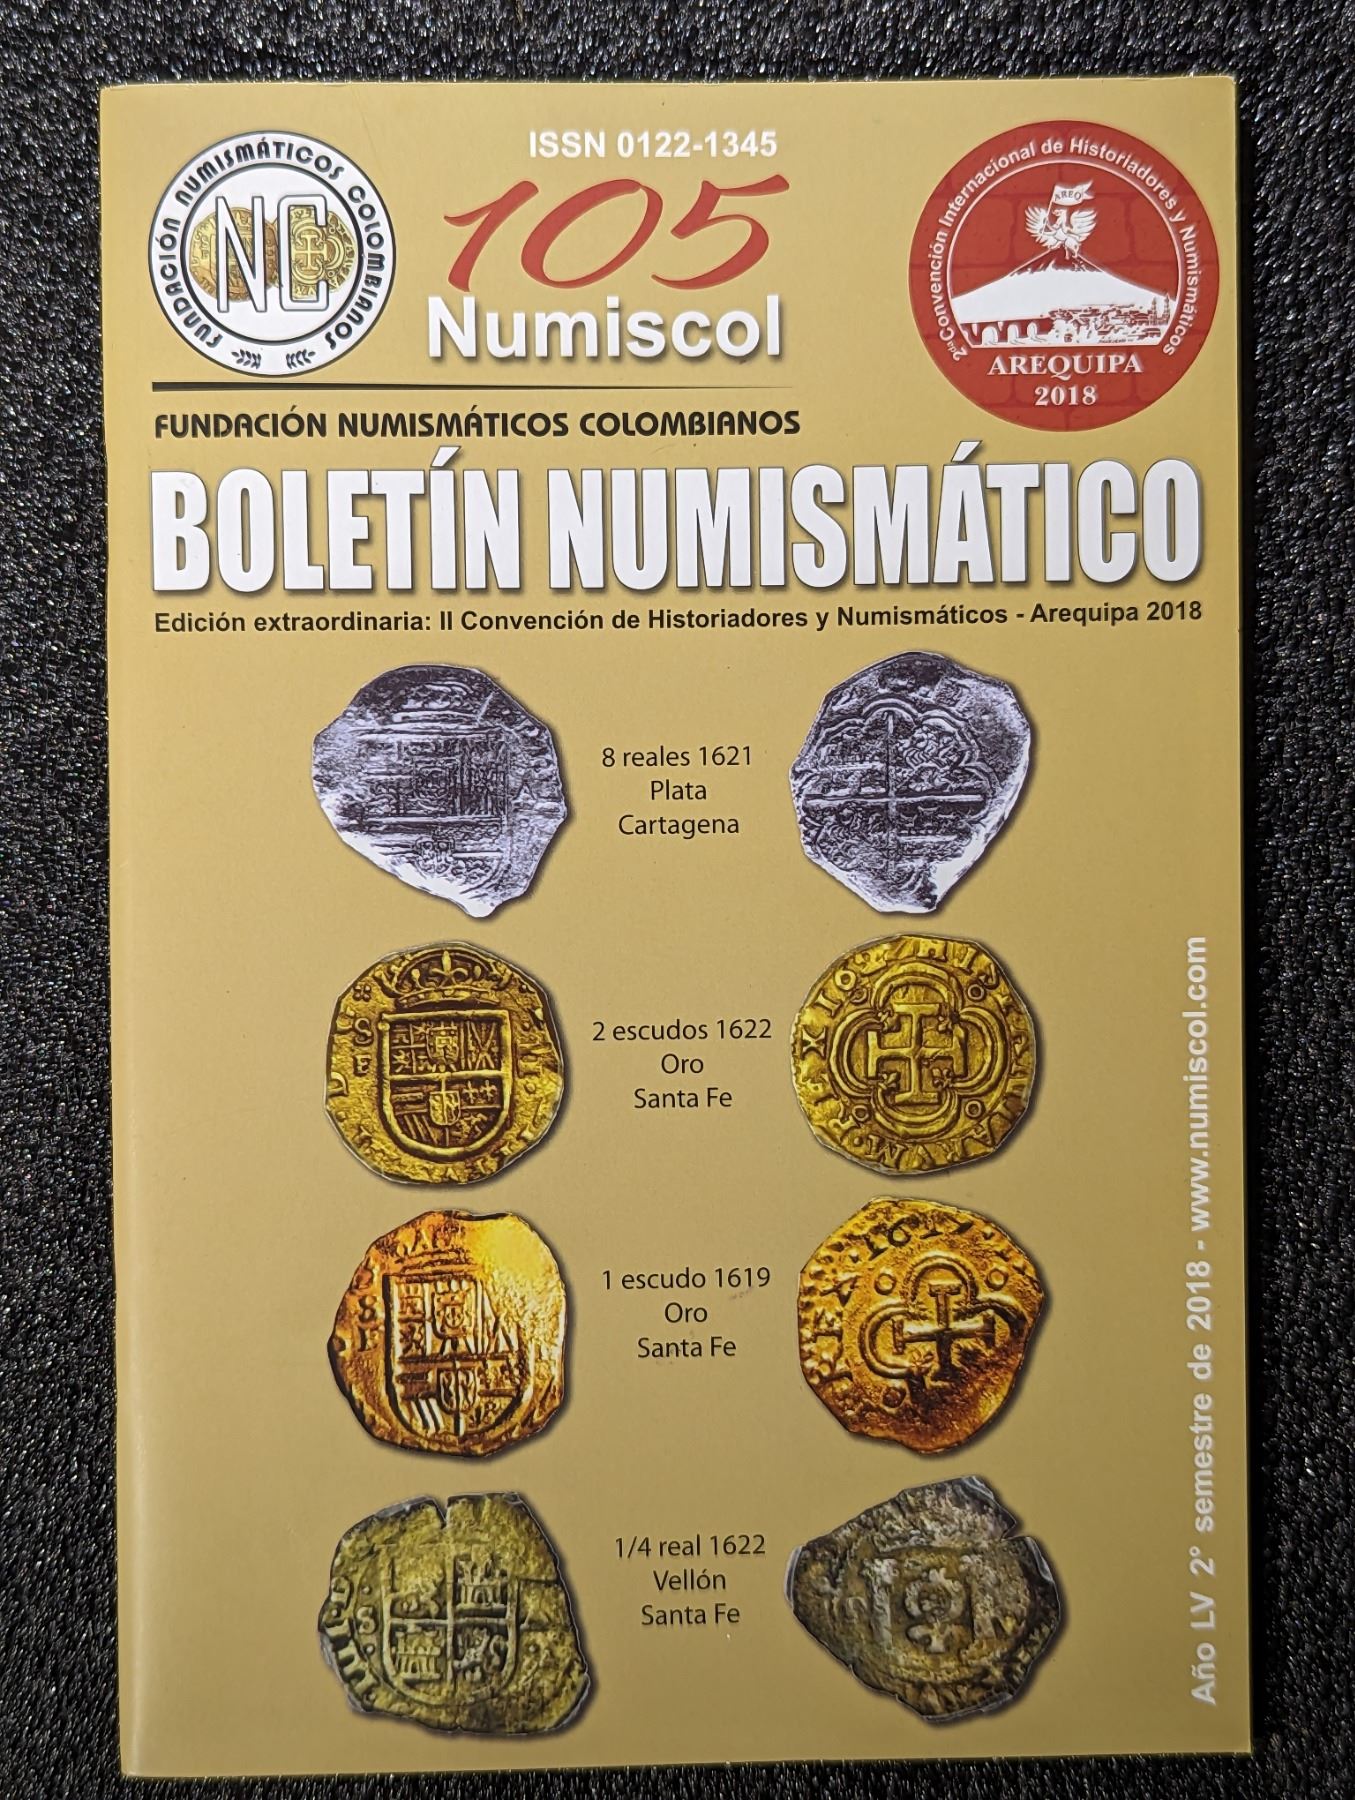 FUNDACIÓN NUMISMÁTICOS COLOMBIANOS
NC
ISSN 0122-1345
105
Numiscol
2da Convención Internacional de Historiadores y Numismáticos
AREQ
AREQUIPA
2018
FUNDACIÓN NUMISMÁTICOS COLOMBIANOS
BOLETÍN NUMISMÁTICO
Edición extraordinaria: II Convención de Historiadores y Numismáticos - Arequipa 2018
8 reales 1621
Plata
Cartagena
2 escudos 1622
Oro
Santa Fe
1 escudo 1619
Oro
Santa Fe
1/4 real 1622
Vellón
Santa Fe
Año LV 2° semestre de 2018 - www.numiscol.com